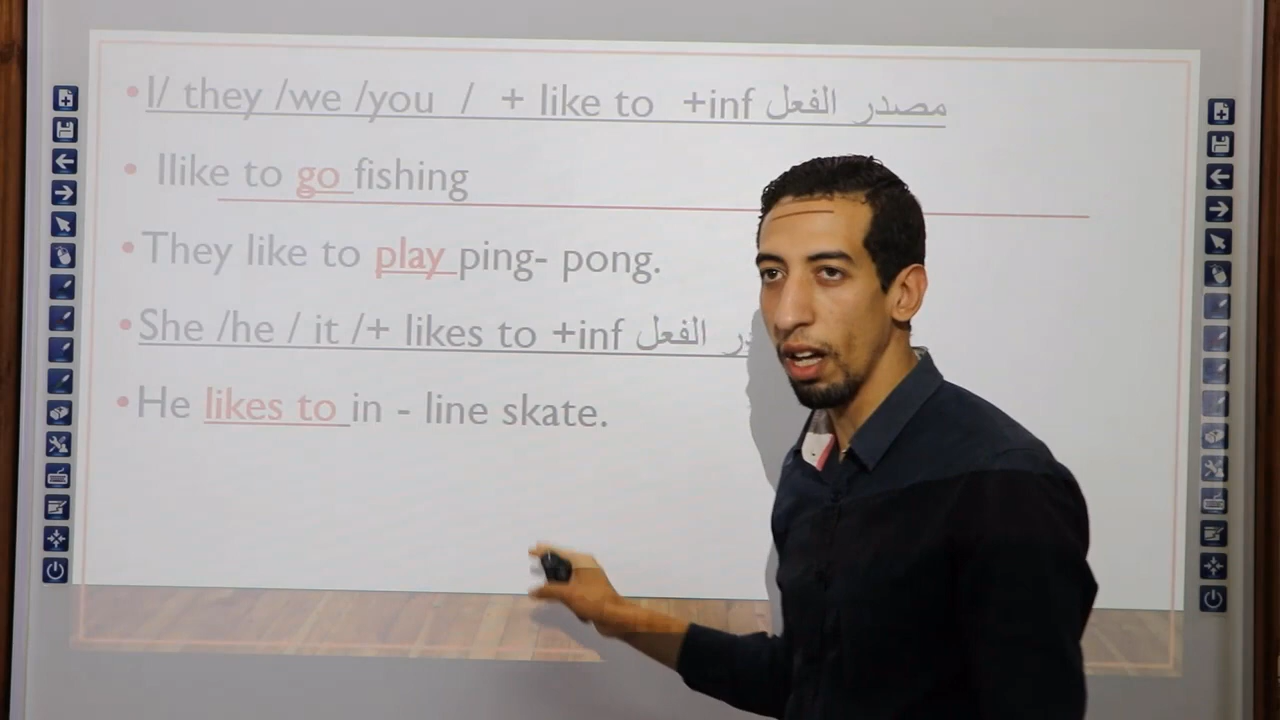 I/ they /we /you / + like to +inf مصدر الفعل
Ilike to go fishing
They like to play ping- pong.
She /he / it /+ likes to +inf الفعل
He likes to in - line skate.